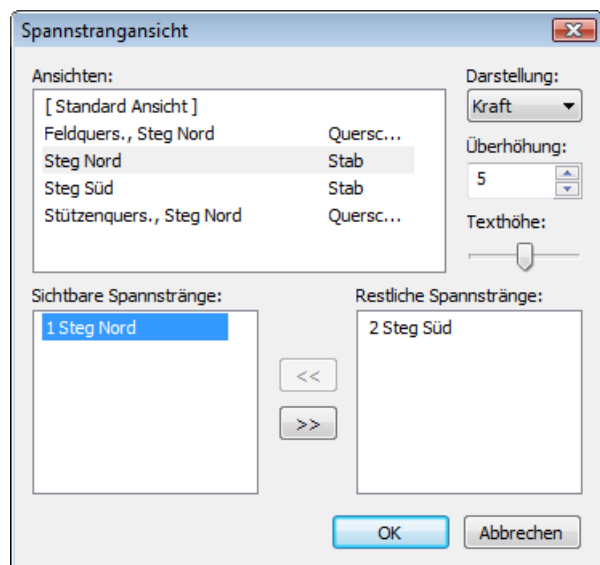 Spannstrangansicht
Ansichten:
[ Standard Ansicht ]
Feldquers., Steg Nord Quersc...
Steg Nord Stab
Steg Süd Stab
Stützenquers., Steg Nord Quersc...
Darstellung:
Kraft
Überhöhung:
5
Texthöhe:
Sichtbare Spannstränge:
1 Steg Nord
<<
>>
Restliche Spannstränge:
2 Steg Süd
OK
Abbrechen